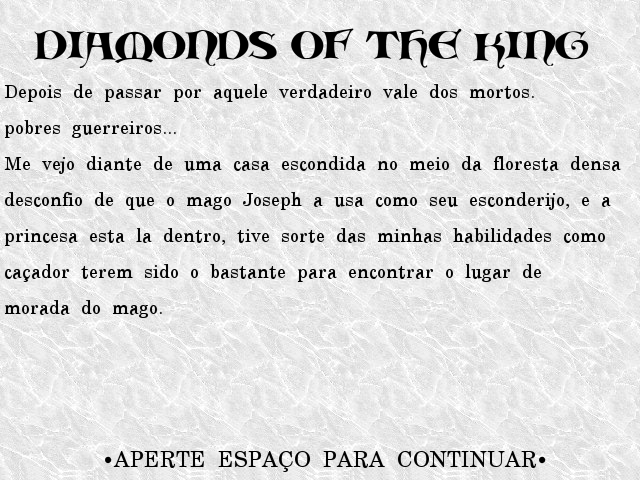 DIAMONDS OF THE KING
Depois de passar por aquele verdadeiro vale dos mortos.
pobres guerreiros...
Me vejo diante de uma casa escondida no meio da floresta densa
desconfio de que o mago Joseph a usa como seu esconderijo, e a
princesa esta la dentro, tive sorte das minhas habilidades como
caçador terem sido o bastante para encontrar o lugar de
morada do mago.
•APERTE ESPAÇO PARA CONTINUAR•